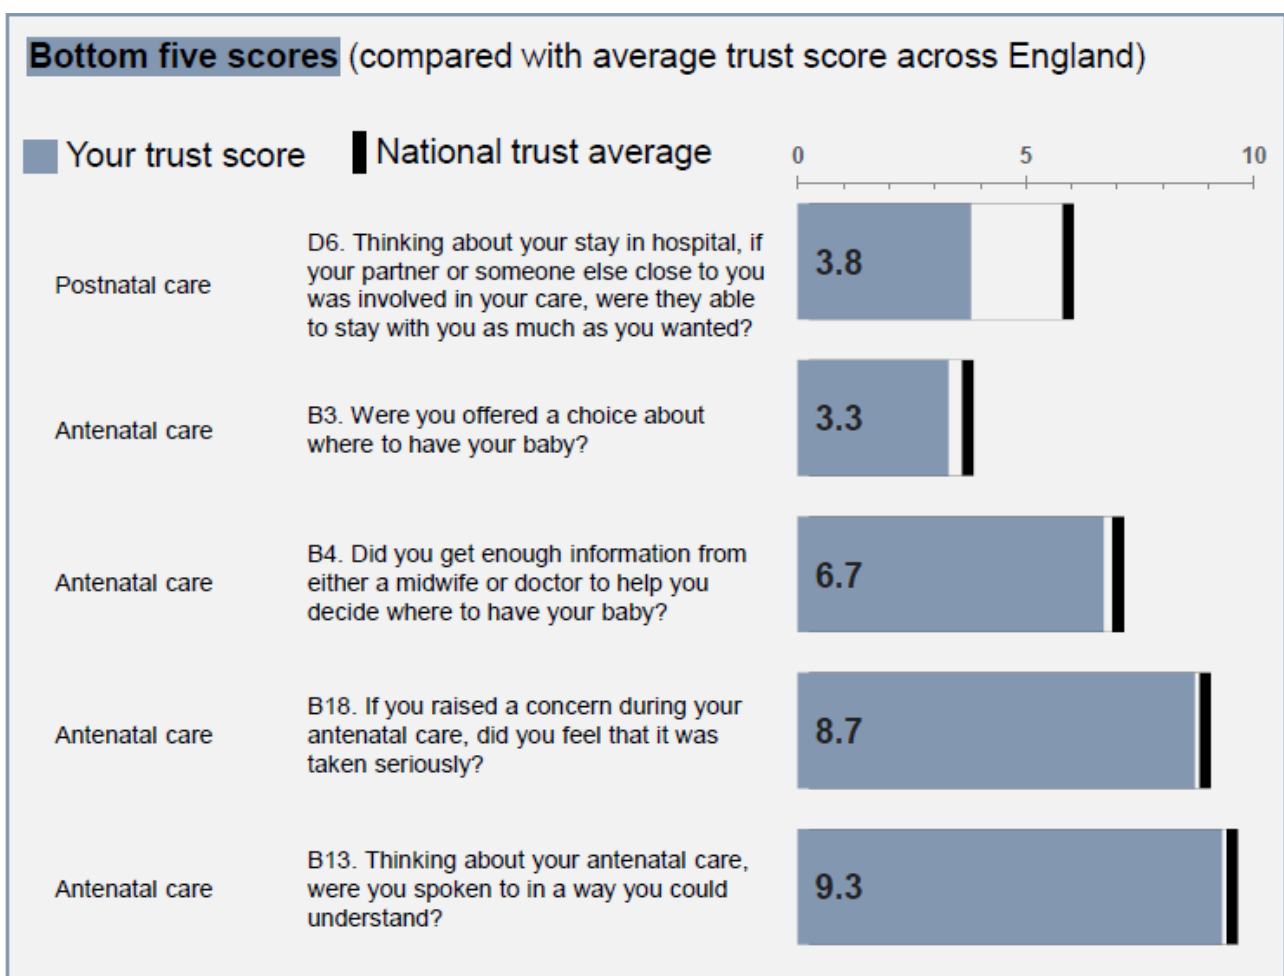 Bottom five scores (compared with average trust score across England)
Your trust score
National trust average
0 5 10
Postnatal care
D6. Thinking about your stay in hospital, if
your partner or someone else close to you
was involved in your care, were they able
to stay with you as much as you wanted?
3.8
Antenatal care
B3. Were you offered a choice about
where to have your baby?
3.3
Antenatal care
B4. Did you get enough information from
either a midwife or doctor to help you
decide where to have your baby?
6.7
Antenatal care
B18. If you raised a concern during your
antenatal care, did you feel that it was
taken seriously?
8.7
Antenatal care
B13. Thinking about your antenatal care,
were you spoken to in a way you could
understand?
9.3